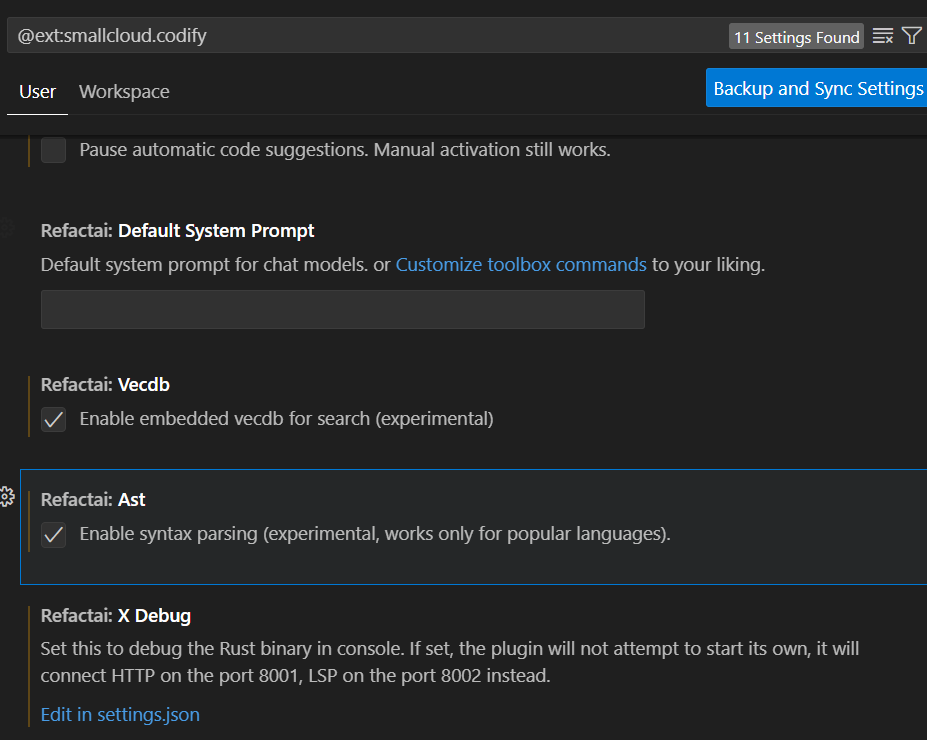 @ext:smallcloud.codify
11 Settings Found
User
Workspace
Backup and Sync Settings
Pause automatic code suggestions. Manual activation still works.
Refactai: Default System Prompt
Default system prompt for chat models. or Customize toolbox commands to your liking.
Refactai: Vecdb
Enable embedded vecdb for search (experimental)
Refactai: Ast
Enable syntax parsing (experimental, works only for popular languages).
Refactai: X Debug
Set this to debug the Rust binary in console. If set, the plugin will not attempt to start its own, it will
connect HTTP on the port 8001, LSP on the port 8002 instead.
Edit in settings.json